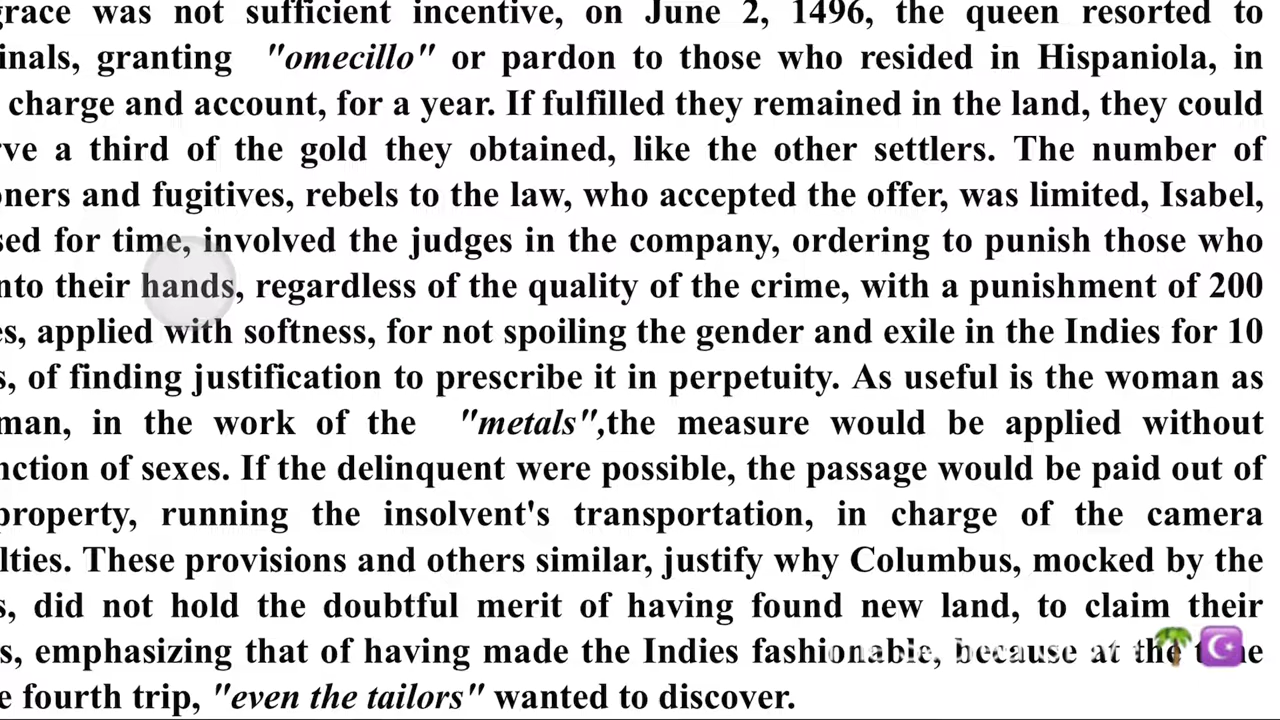 grace was not sufficient incentive, on June 2, 1496, the queen resorted to
inals, granting "omecillo" or pardon to those who resided in Hispaniola, in
charge and account, for a year. If fulfilled they remained in the land, they could
rve a third of the gold they obtained, like the other settlers. The number of
oners and fugitives, rebels to the law, who accepted the offer, was limited, Isabel,
sed for time, involved the judges in the company, ordering to punish those who
nto their hands, regardless of the quality of the crime, with a punishment of 200
es, applied with softness, for not spoiling the gender and exile in the Indies for 10
s, of finding justification to prescribe it in perpetuity. As useful is the woman as
man, in the work of the "metals",the measure would be applied without
nction of sexes. If the delinquent were possible, the passage would be paid out of
property, running the insolvent's transportation, in charge of the camera
lties. These provisions and others similar, justify why Columbus, mocked by the
s, did not hold the doubtful merit of having found new land, to claim their
s, emphasizing that of having made the Indies fashionable, because at the time
e fourth trip, "even the tailors" wanted to discover.